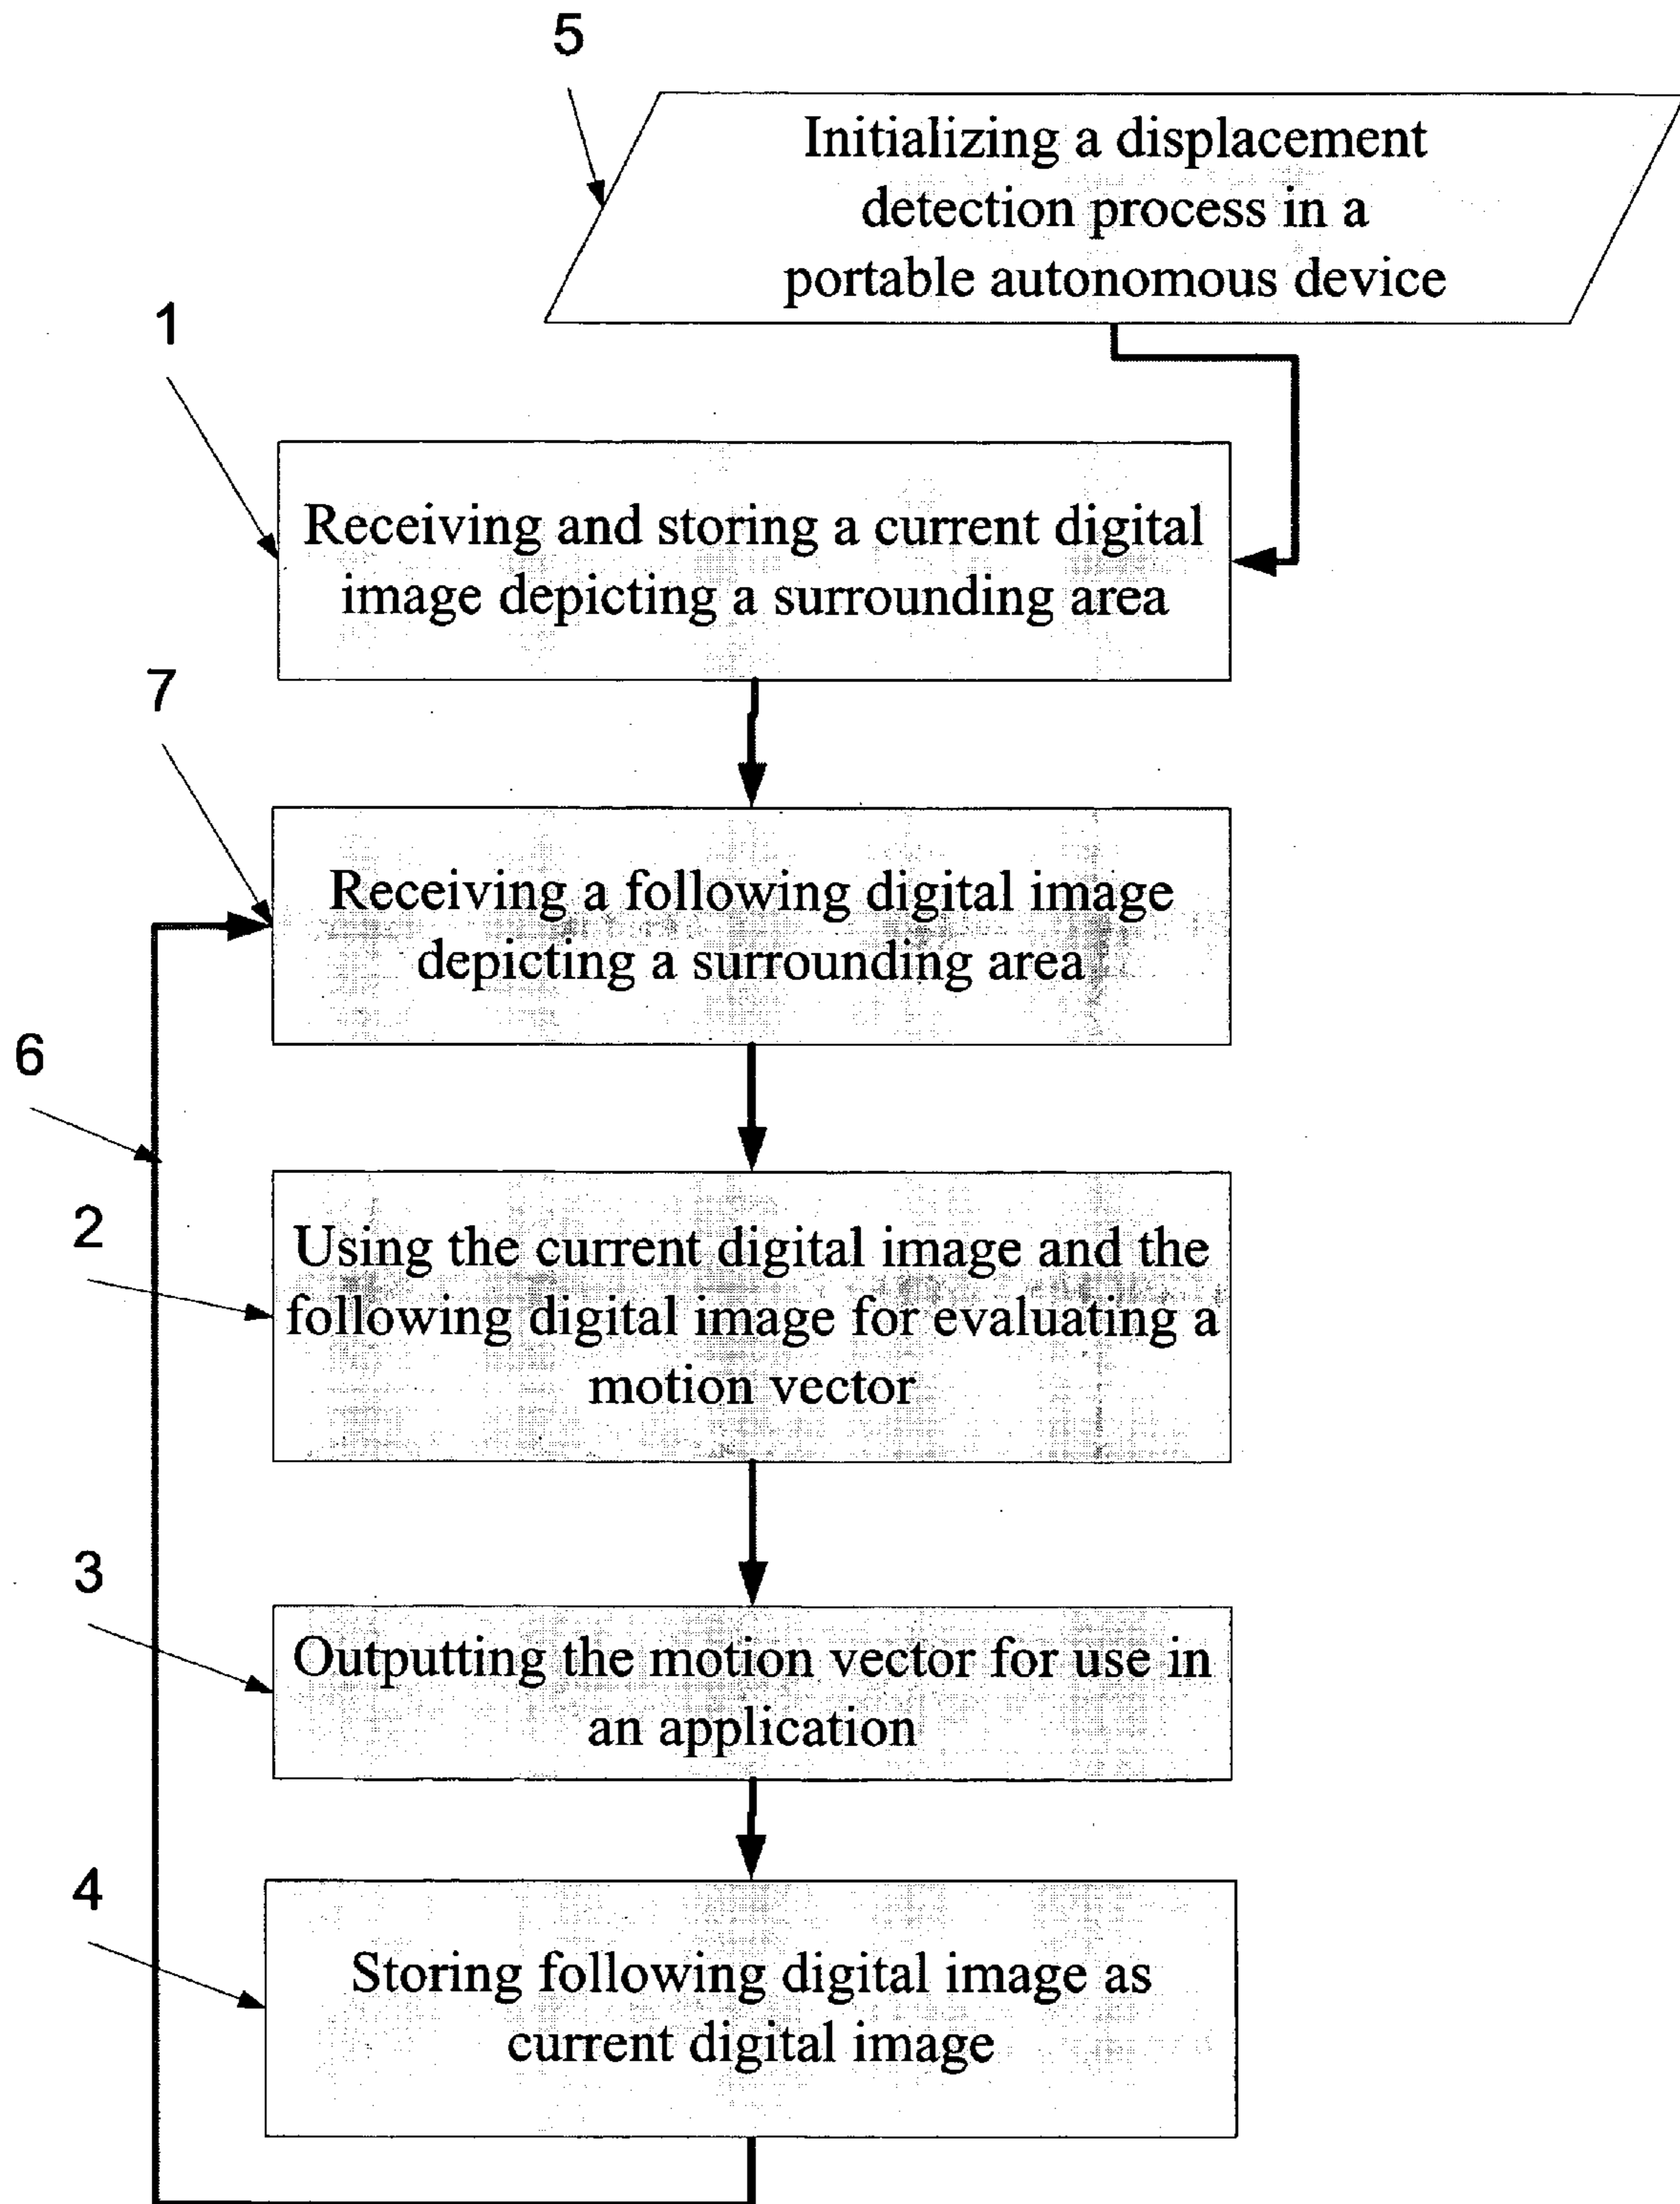 5
Initializing a displacement
detection process in a
portable autonomous device
1
Receiving and storing a current digital
image depicting a surrounding area
7
Receiving a following digital image
depicting a surrounding area
6
2
Using the current digital image and the
following digital image for evaluating a
motion vector
3
Outputting the motion vector for use in
an application
4
Storing following digital image as
current digital image